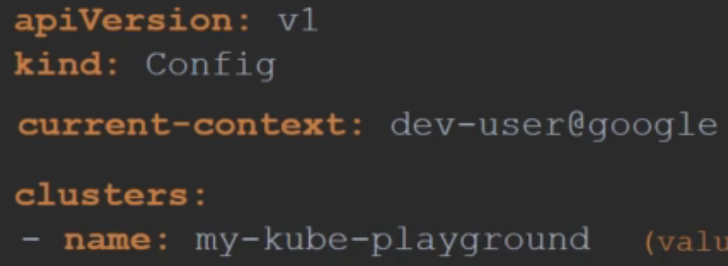 apiVersion: v1
kind: Config
current-context: dev-user@google
clusters:
- name: my-kube-playground (valu